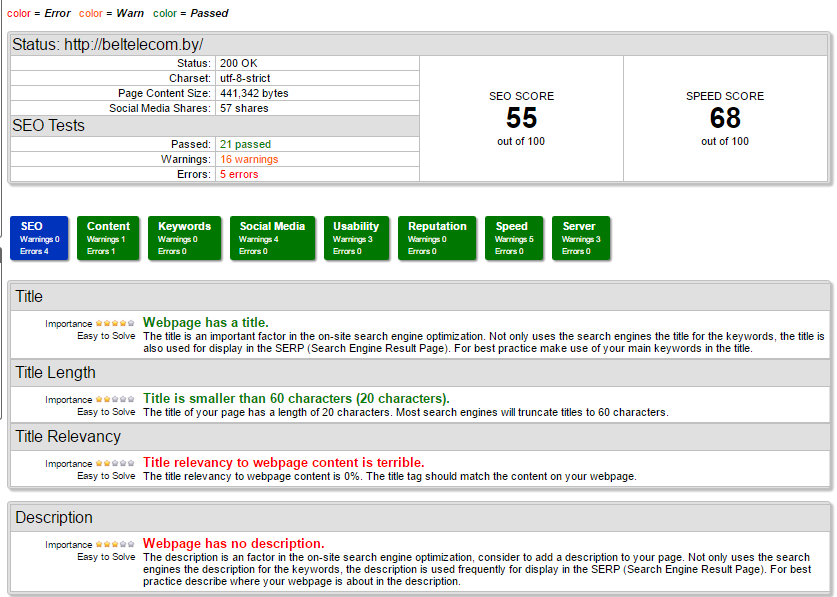 color = Error color = Warn color = Passed
Status: http://beltelecom.by/
Status: 200 OK
Charset: utf-8-strict
Page Content Size: 441,342 bytes
Social Media Shares: 57 shares
SEO Tests
Passed: 21 passed
Warnings: 16 warnings
Errors: 5 errors
SEO SCORE
55
out of 100
SPEED SCORE
68
out of 100
SEO
Warnings 0
Errors 4
Content
Warnings 1
Errors 1
Keywords
Warnings 0
Errors 0
Social Media
Warnings 4
Errors 0
Usability
Warnings 3
Errors 0
Reputation
Warnings 0
Errors 0
Speed
Warnings 5
Errors 0
Server
Warnings 3
Errors 0
Title
Importance
Easy to Solve
Webpage has a title.
The title is an important factor in the on-site search engine optimization. Not only uses the search engines the title for the keywords, the title is
also used for display in the SERP (Search Engine Result Page). For best practice make use of your main keywords in the title.
Title Length
Importance
Easy to Solve
Title is smaller than 60 characters (20 characters).
The title of your page has a length of 20 characters. Most search engines will truncate titles to 60 characters.
Title Relevancy
Importance
Easy to Solve
Title relevancy to webpage content is terrible.
The title relevancy to webpage content is 0%. The title tag should match the content on your webpage.
Description
Importance
Easy to Solve
Webpage has no description.
The description is an factor in the on-site search engine optimization, consider to add a description to your page. Not only uses the search
engines the description for the keywords, the description is used frequently for display in the SERP (Search Engine Result Page). For best
practice describe where your webpage is about in the description.